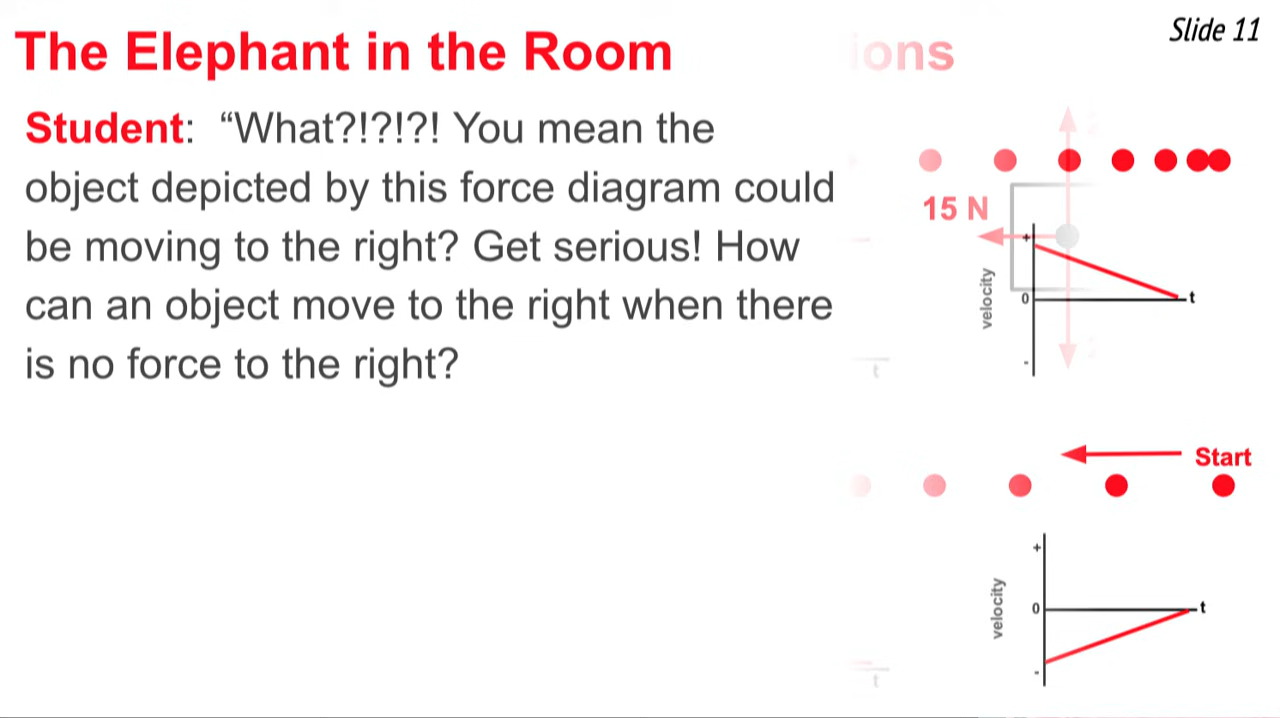 The Elephant in the Room
ions
Slide 11
Student: “What?!?!?! You mean the
object depicted by this force diagram could
be moving to the right? Get serious! How
can an object move to the right when there
is no force to the right?
15 N
+
velocity
0
t
-
t
Start
+
velocity
0
t
-
t